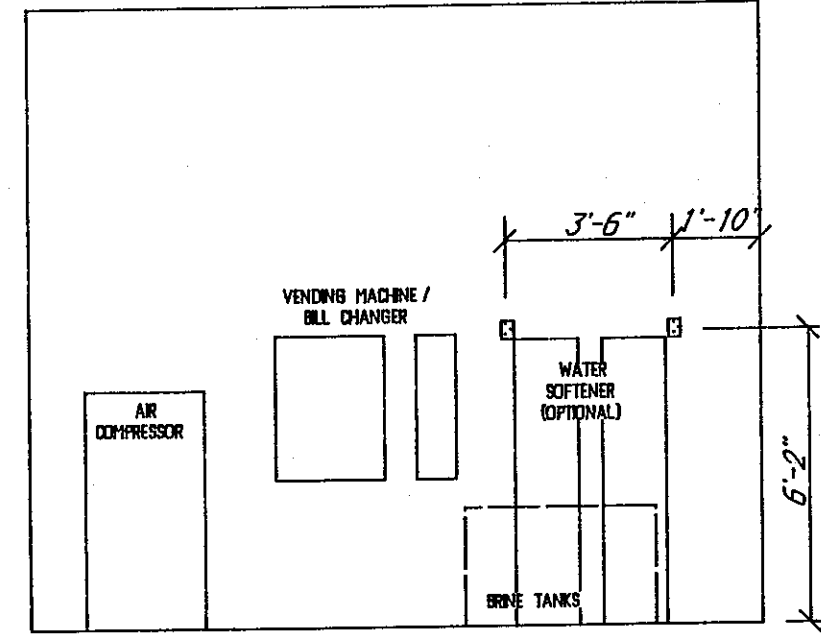 3'-6" 1'-10"
VENDING MACHINE /
BILL CHANGER
WATER
SOFTENER
(OPTIONAL)
AIR
COMPRESSOR
6'-2"
BRINE TANKS